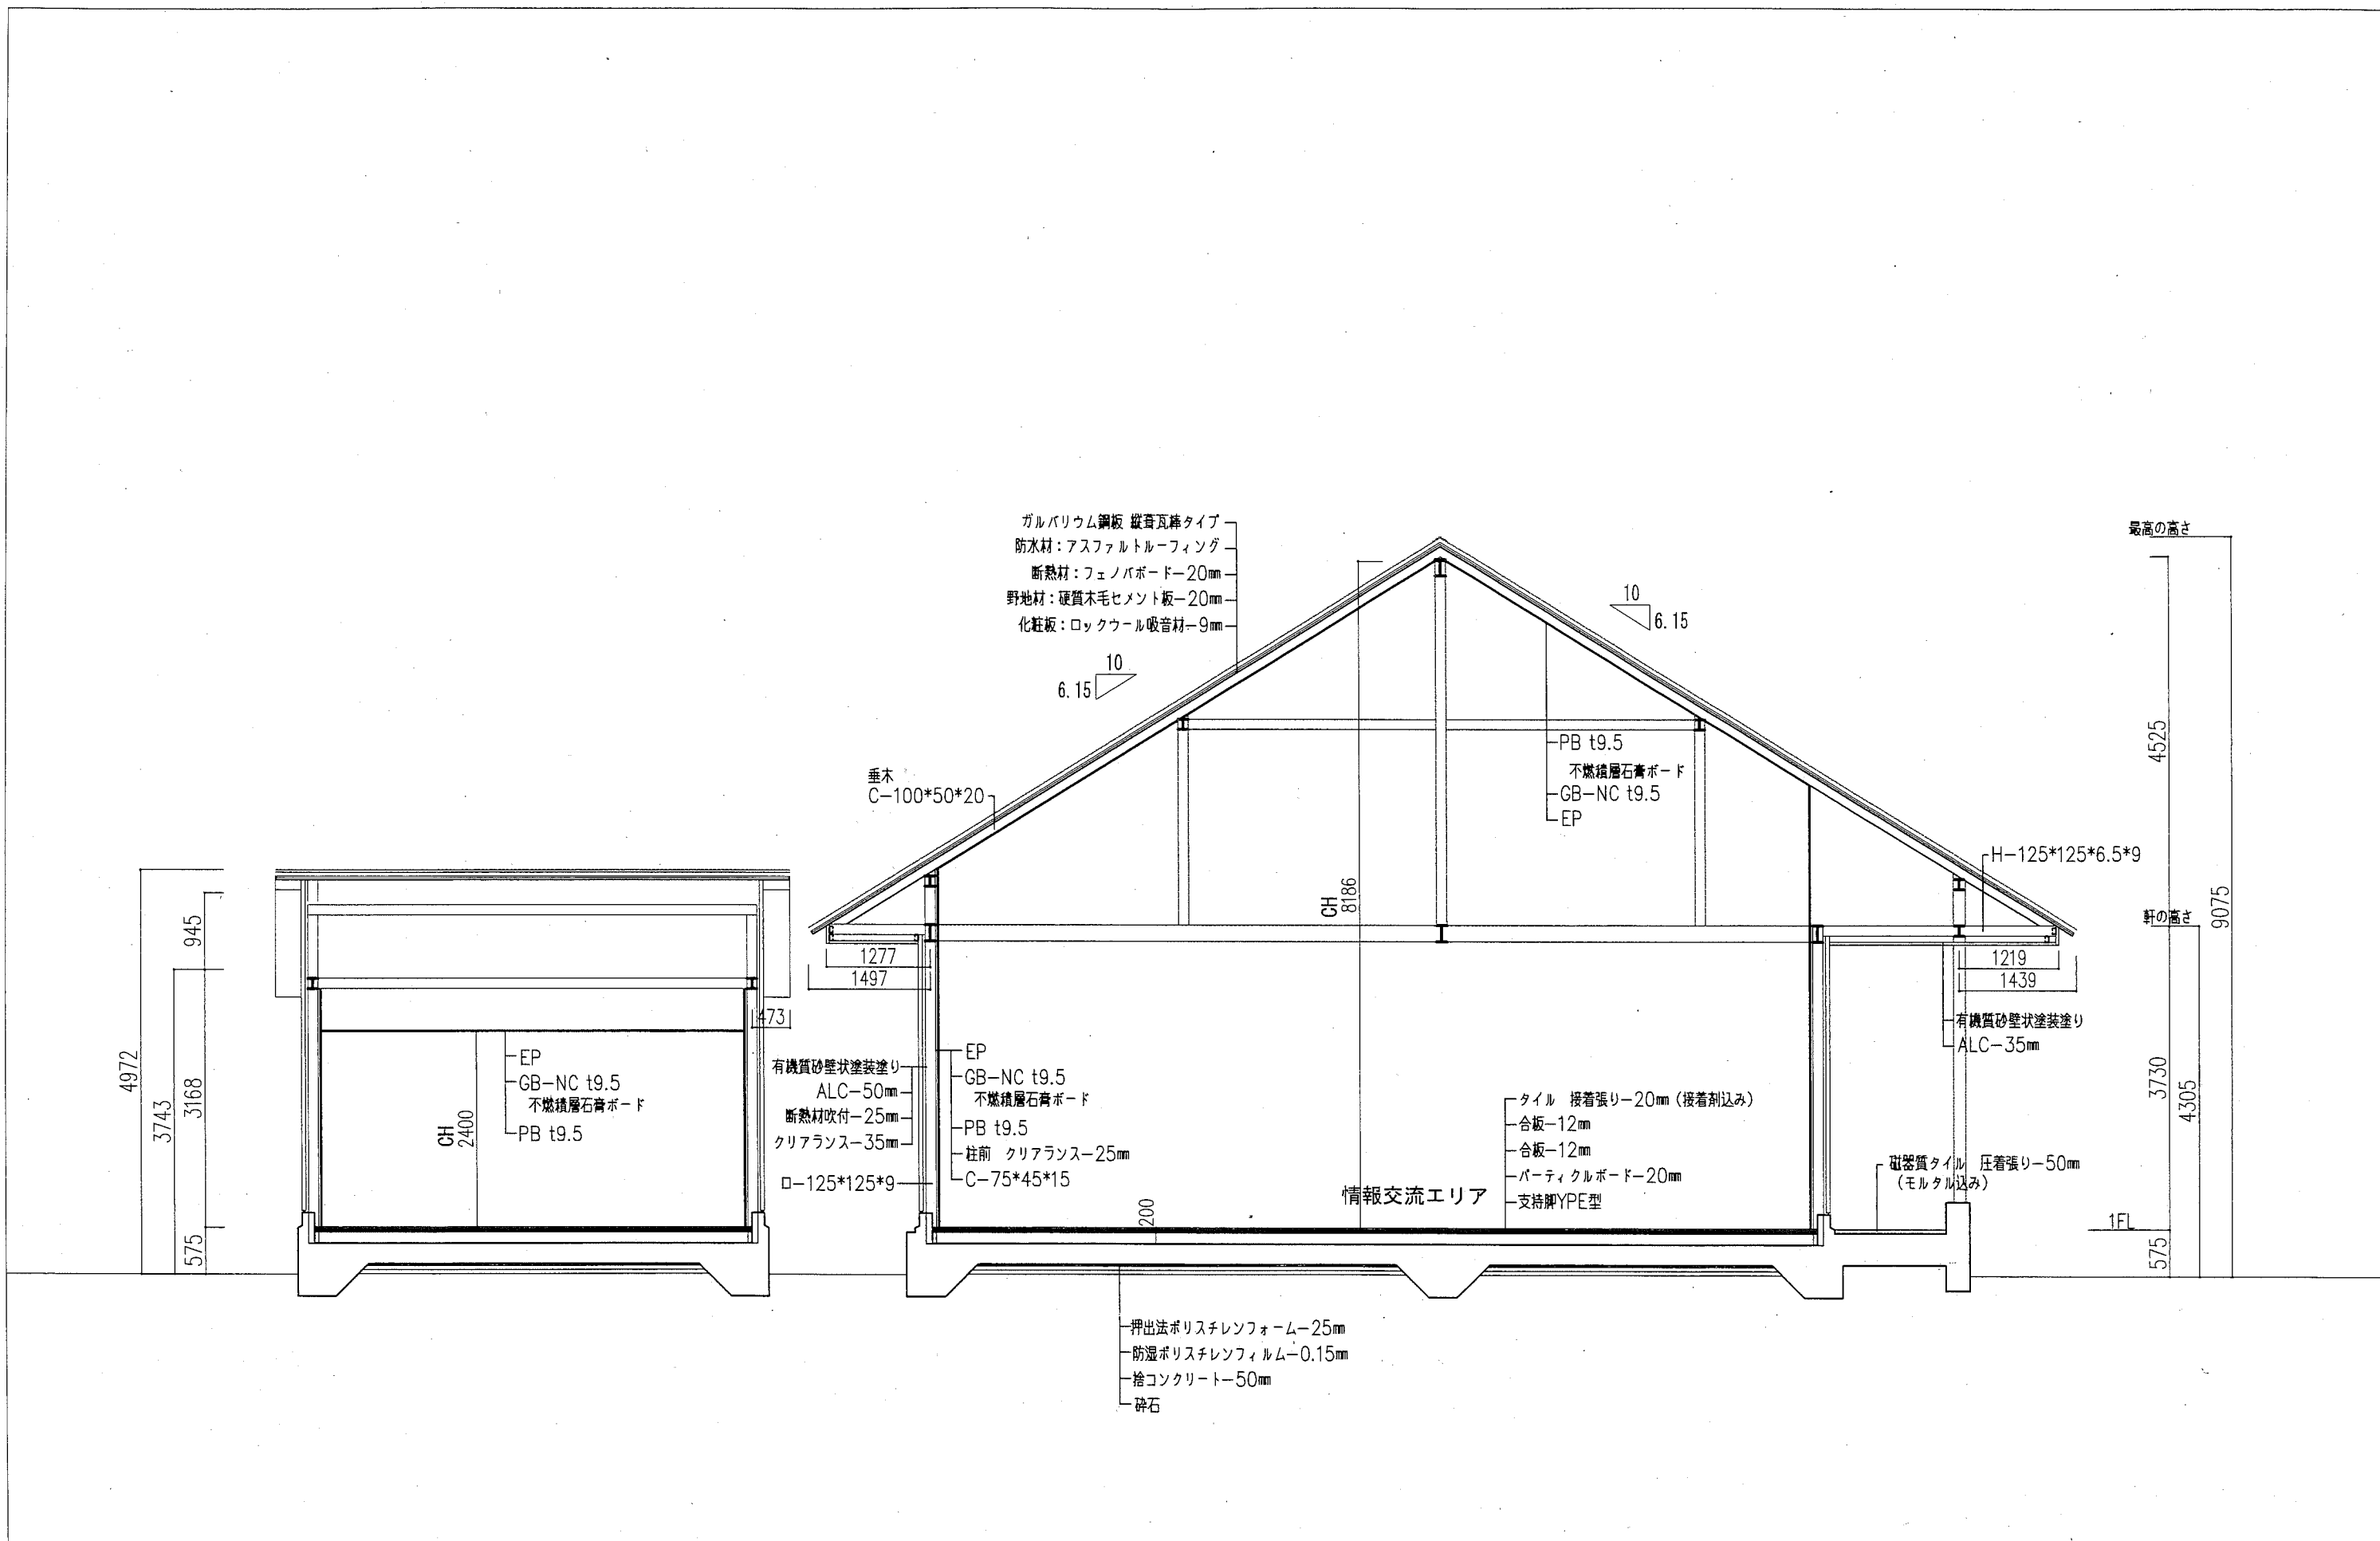 ガルバリウム鋼板 縦葺瓦棒タイプ
防水材：アスファルトルーフィング
断熱材：フェノバボード-20㎜
野地材：硬質木毛セメント板-20㎜
化粧板：ロックウール吸音材-9㎜
10
6.15
10
6.15
最高の高さ
4525
9075
垂木
C-100*50*20
PB t9.5
不燃積層石膏ボード
GB-NC t9.5
EP
H-125*125*6.5*9
CH
8186
軒の高さ
1277
1497
1219
1439
有機質砂壁状塗装塗り
ALC-35㎜
3730
4305
4972
945
3743
3168
575
473
EP
GB-NC t9.5
不燃積層石膏ボード
PB t9.5
CH
2400
有機質砂壁状塗装塗り
ALC-50㎜
断熱材吹付-25㎜
クリアランス-35㎜
ロ-125*125*9
EP
GB-NC t9.5
不燃積層石膏ボード
PB t9.5
柱前 クリアランス-25㎜
C-75*45*15
タイル 接着張り-20㎜（接着剤込み）
合板-12㎜
合板-12㎜
パーティクルボード-20㎜
支持脚YPE型
情報交流エリア
200
磁器質タイル 圧着張り-50㎜
（モルタル込み）
1FL
575
押出法ポリスチレンフォーム-25㎜
防湿ポリスチレンフィルム-0.15㎜
捨コンクリート-50㎜
砕石